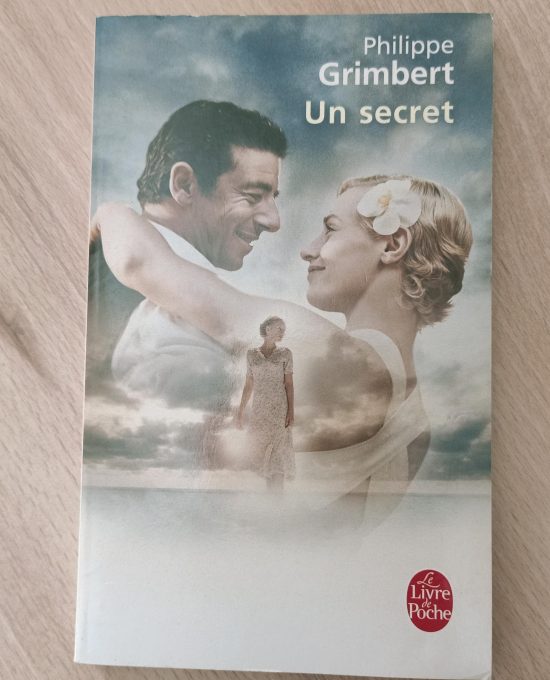 Philippe
Grimbert
Un secret
Le
Livre
de
Poche